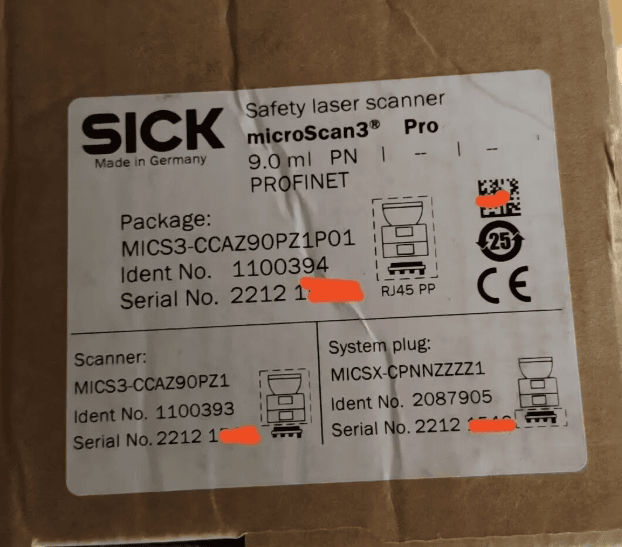 SICK
Made in Germany
Safety laser scanner
microScan3® Pro
9.0 ml PN | -- | --
PROFINET
Package:
MICS3-CCAZ90PZ1P01
Ident No. 1100394
Serial No. 2212 1
RJ45 PP
25
CE
Scanner:
MICS3-CCAZ90PZ1
Ident No. 1100393
Serial No. 2212 1
System plug:
MICSX-CPNNZZZZ1
Ident No. 2087905
Serial No. 2212